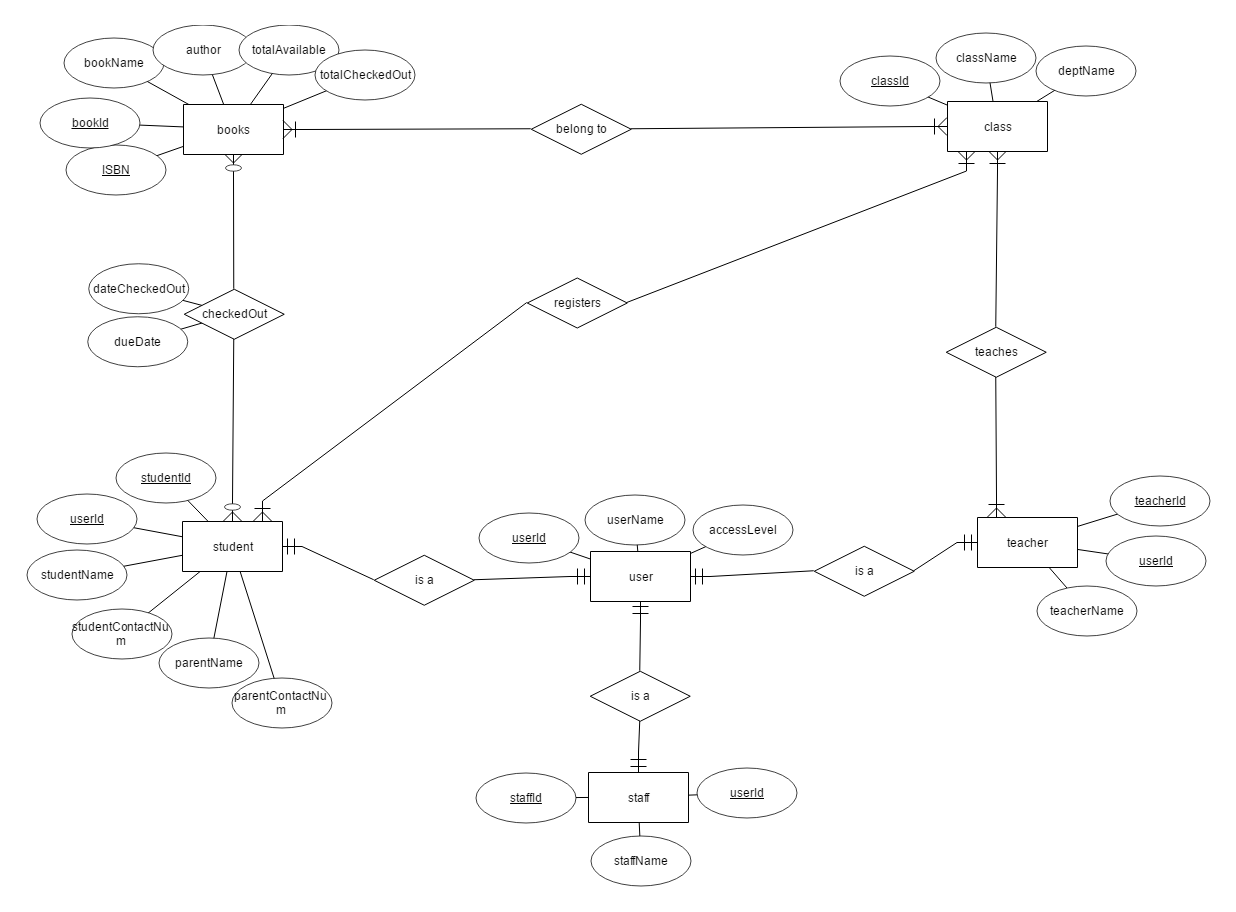 author
totalAvailable
bookName
totalCheckedOut
className
deptName
classId
bookId
books
belong to
class
ISBN
dateCheckedOut
checkedOut
dueDate
registers
teaches
studentId
userId
student
studentName
studentContactNu
m
parentName
parentContactNu
m
is a
userId
userName
accessLevel
user
is a
teacherId
teacher
userId
teacherName
is a
staffId
staff
userId
staffName